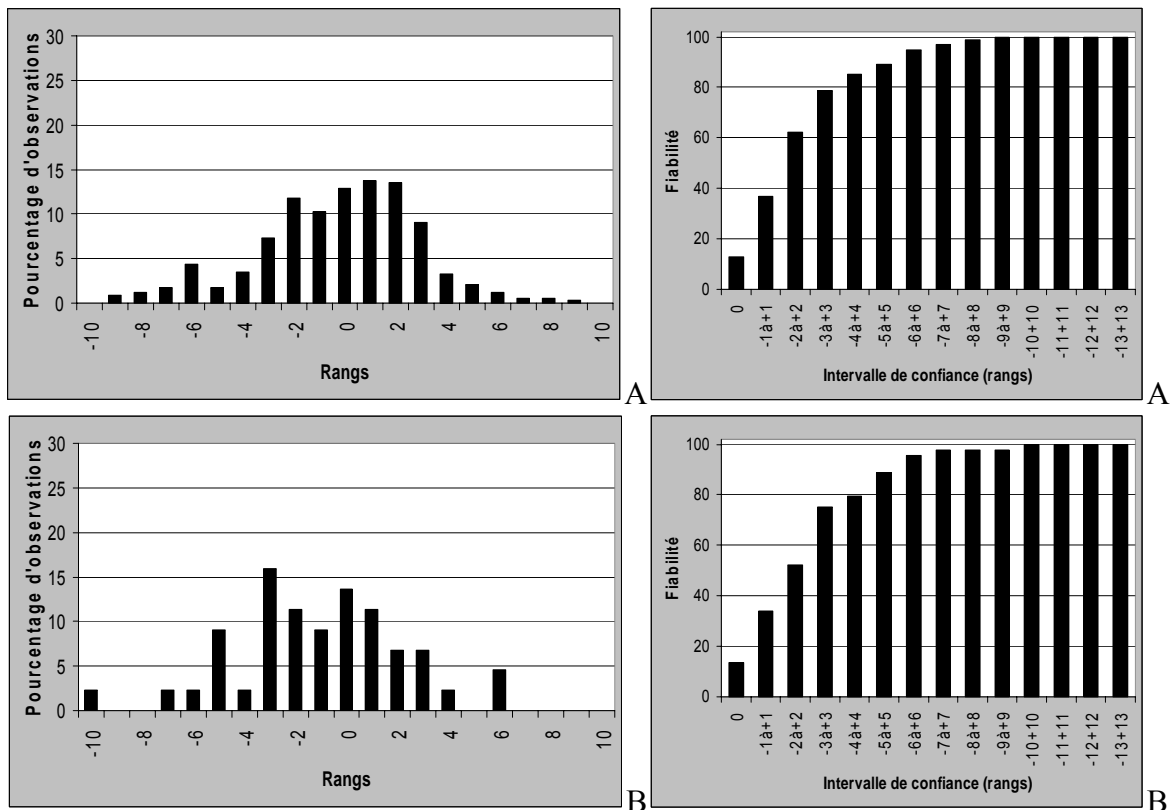 Pourcentage d'observations
30
25
20
15
10
5
0
-10
-8
-6
-4
-2
0
2
4
6
8
10
Rangs
A
Fiabilité
100
80
60
40
20
0
0
-1à+1
-2à+2
-3à+3
-4à+4
-5à+5
-6à+6
-7à+7
-8à+8
-9à+9
-10+10
-11+11
-12+12
-13+13
Intervalle de confiance (rangs)
A
Pourcentage d'observations
30
25
20
15
10
5
0
-10
-8
-6
-4
-2
0
2
4
6
8
10
Rangs
B
Fiabilité
100
80
60
40
20
0
0
-1à+1
-2à+2
-3à+3
-4à+4
-5à+5
-6à+6
-7à+7
-8à+8
-9à+9
-10+10
-11+11
-12+12
-13+13
Intervalle de confiance (rangs)
B